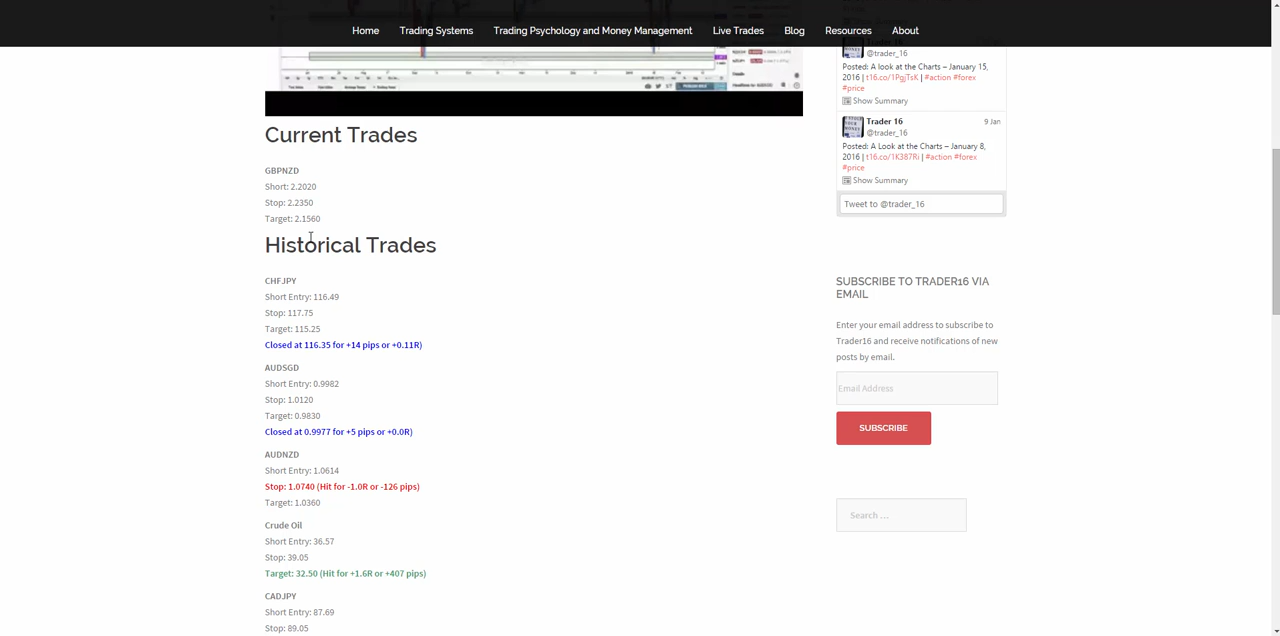 Home Trading Systems Trading Psychology and Money Management Live Trades Blog Resources About
Current Trades
GBPNZD
Short: 2.2020
Stop: 2.2350
Target: 2.1560
Historical Trades
CHFJPY
Short Entry: 116.49
Stop: 117.75
Target: 115.25
Closed at 116.35 for +14 pips or +0.11R)
AUDSGD
Short Entry: 0.9982
Stop: 1.0120
Target: 0.9830
Closed at 0.9977 for +5 pips or +0.0R)
AUDNZD
Short Entry: 1.0614
Stop: 1.0740 (Hit for -1.0R or -126 pips)
Target: 1.0360
Crude Oil
Short Entry: 36.57
Stop: 39.05
Target: 32.50 (Hit for +1.6R or +407 pips)
CADJPY
Short Entry: 87.69
Stop: 89.05
@trader_16
Posted: A look at the Charts – January 15,
2016 | t16.co/1PgjTsK | #action #forex
#price
Show Summary
Trader 16 9 Jan
@trader_16
Posted: A Look at the Charts – January 8,
2016 | t16.co/1K387Ri | #action #forex
#price
Show Summary
Tweet to @trader_16
SUBSCRIBE TO TRADER16 VIA
EMAIL
Enter your email address to subscribe to
Trader16 and receive notifications of new
posts by email.
Email Address
SUBSCRIBE
Search …